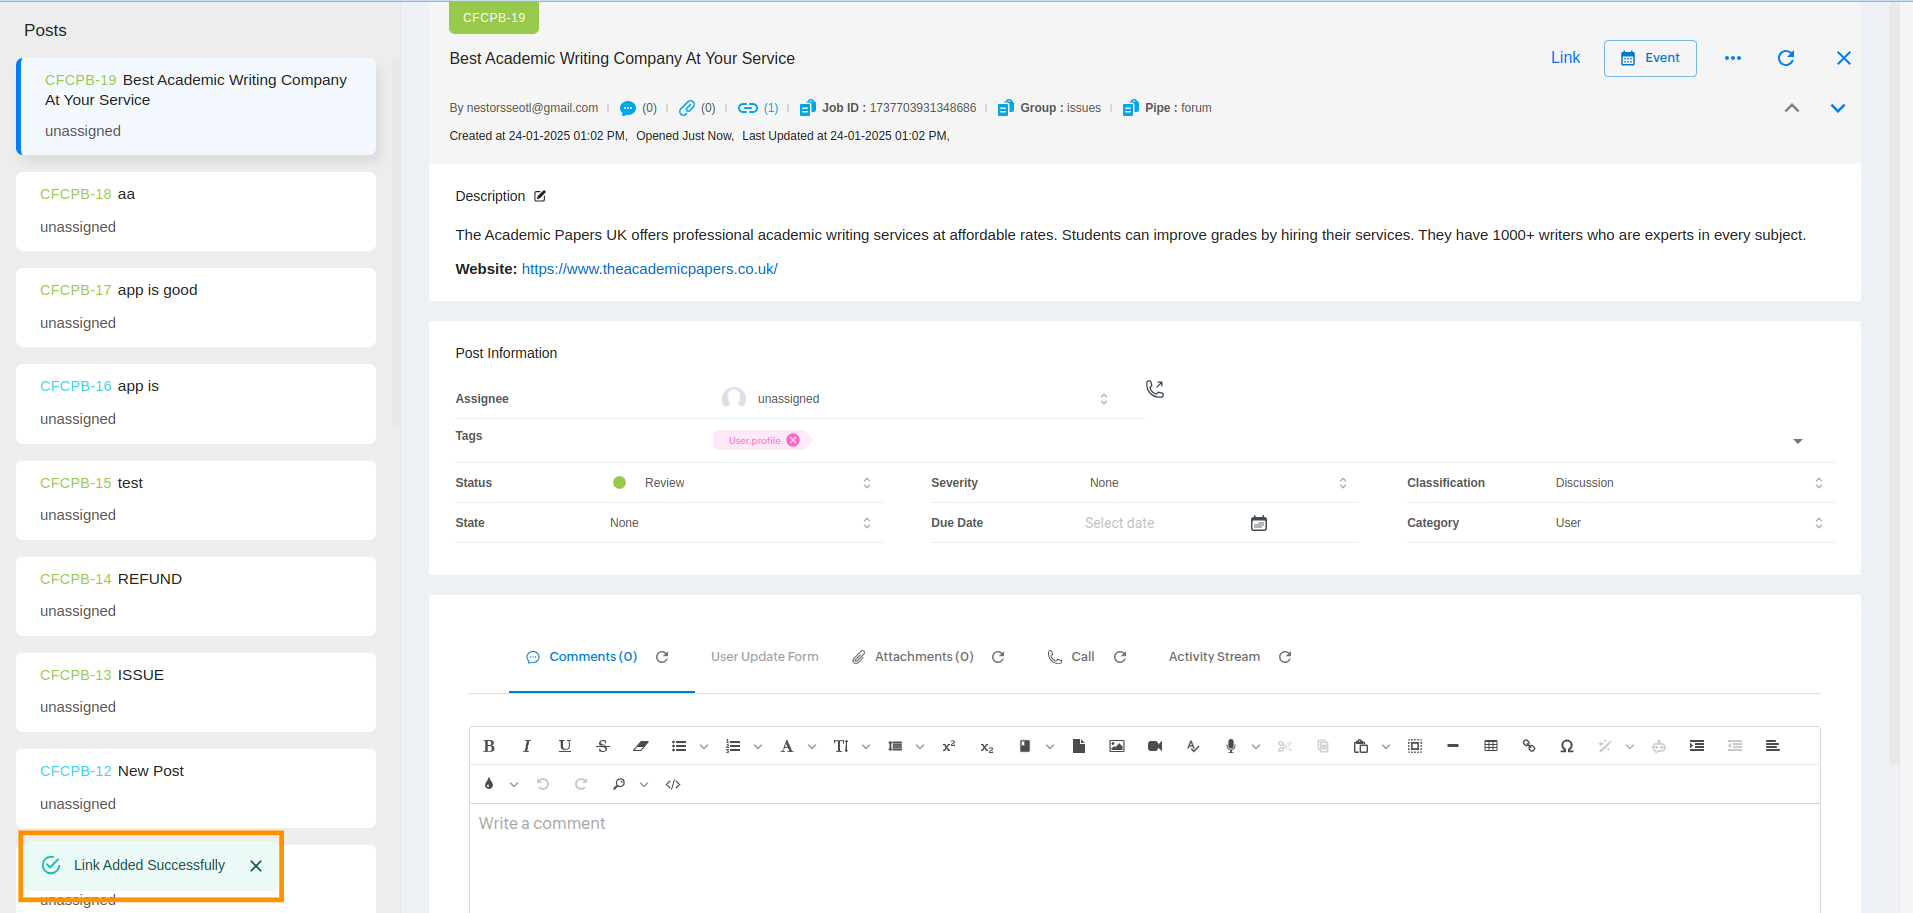 Posts
CFCPB-19 Best Academic Writing Company
At Your Service
unassigned
CFCPB-18 aa
unassigned
CFCPB-17 app is good
unassigned
CFCPB-16 app is
unassigned
CFCPB-15 test
unassigned
CFCPB-14 REFUND
unassigned
CFCPB-13 ISSUE
unassigned
CFCPB-12 New Post
unassigned
Link Added Successfully
unassigned
CFCPB-19
Best Academic Writing Company At Your Service
Link
Event
By nestorsseotl@gmail.com (0) (0) (1) Job ID : 1737703931348686 Group : issues Pipe : forum
Created at 24-01-2025 01:02 PM, Opened Just Now, Last Updated at 24-01-2025 01:02 PM,
Description
The Academic Papers UK offers professional academic writing services at affordable rates. Students can improve grades by hiring their services. They have 1000+ writers who are experts in every subject.
Website: https://www.theacademicpapers.co.uk/
Post Information
Assignee unassigned
Tags User.profile
Status Review Severity None Classification Discussion
State None Due Date Select date Category User
Comments (0) User Update Form Attachments (0) Call Activity Stream
Write a comment